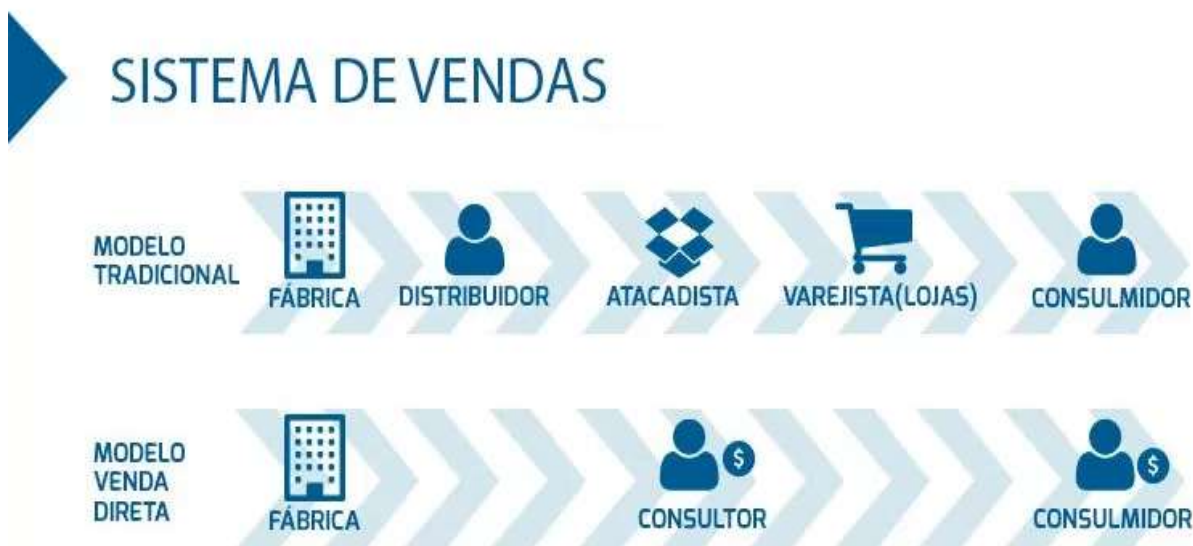 SISTEMA DE VENDAS
MODELO
TRADICIONAL
FÁBRICA
DISTRIBUIDOR
ATACADISTA
VAREJISTA(LOJAS)
CONSULMIDOR
MODELO
VENDA
DIRETA
FÁBRICA
$
CONSULTOR
$
CONSULMIDOR